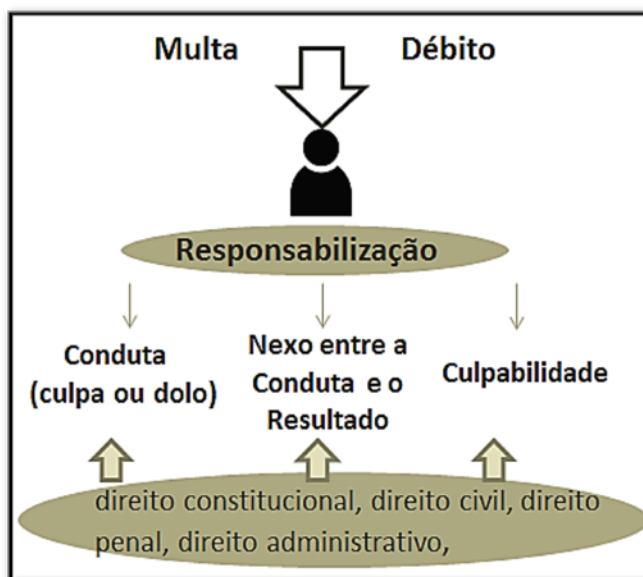 Multa Débito
Responsabilização
Conduta
(culpa ou dolo)
Nexo entre a
Conduta e o
Resultado
Culpabilidade
direito constitucional, direito civil, direito
penal, direito administrativo,